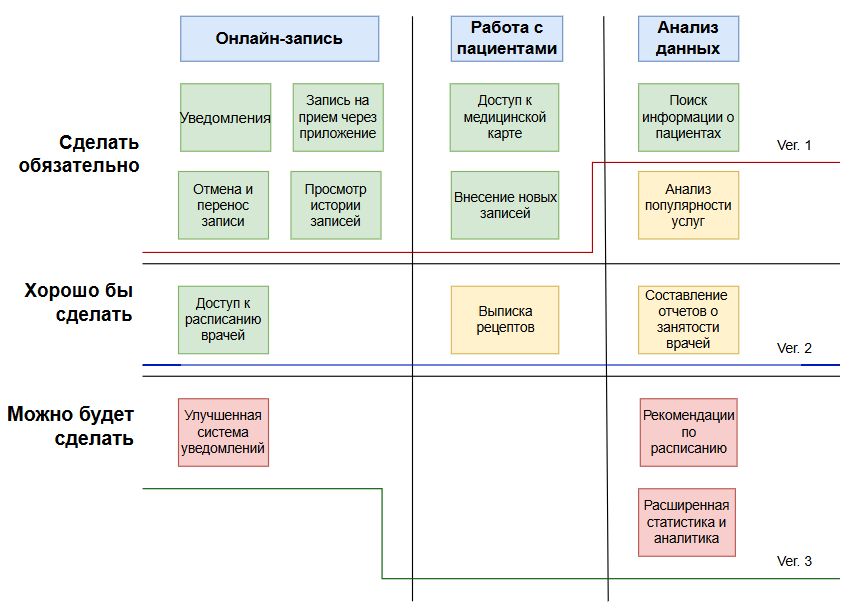 Онлайн-запись
Работа с
пациентами
Анализ
данных
Сделать
обязательно
Уведомления
Запись на
прием через
приложение
Доступ к
медицинской
карте
Поиск
информации о
пациентах
Ver. 1
Отмена и
перенос
записи
Просмотр
истории
записей
Внесение новых
записей
Анализ
популярности
услуг
Хорошо бы
сделать
Доступ к
расписанию
врачей
Выписка
рецептов
Составление
отчетов о
занятости
врачей
Ver. 2
Можно будет
сделать
Улучшенная
система
уведомлений
Рекомендации
по
расписанию
Расширенная
статистика и
аналитика
Ver. 3